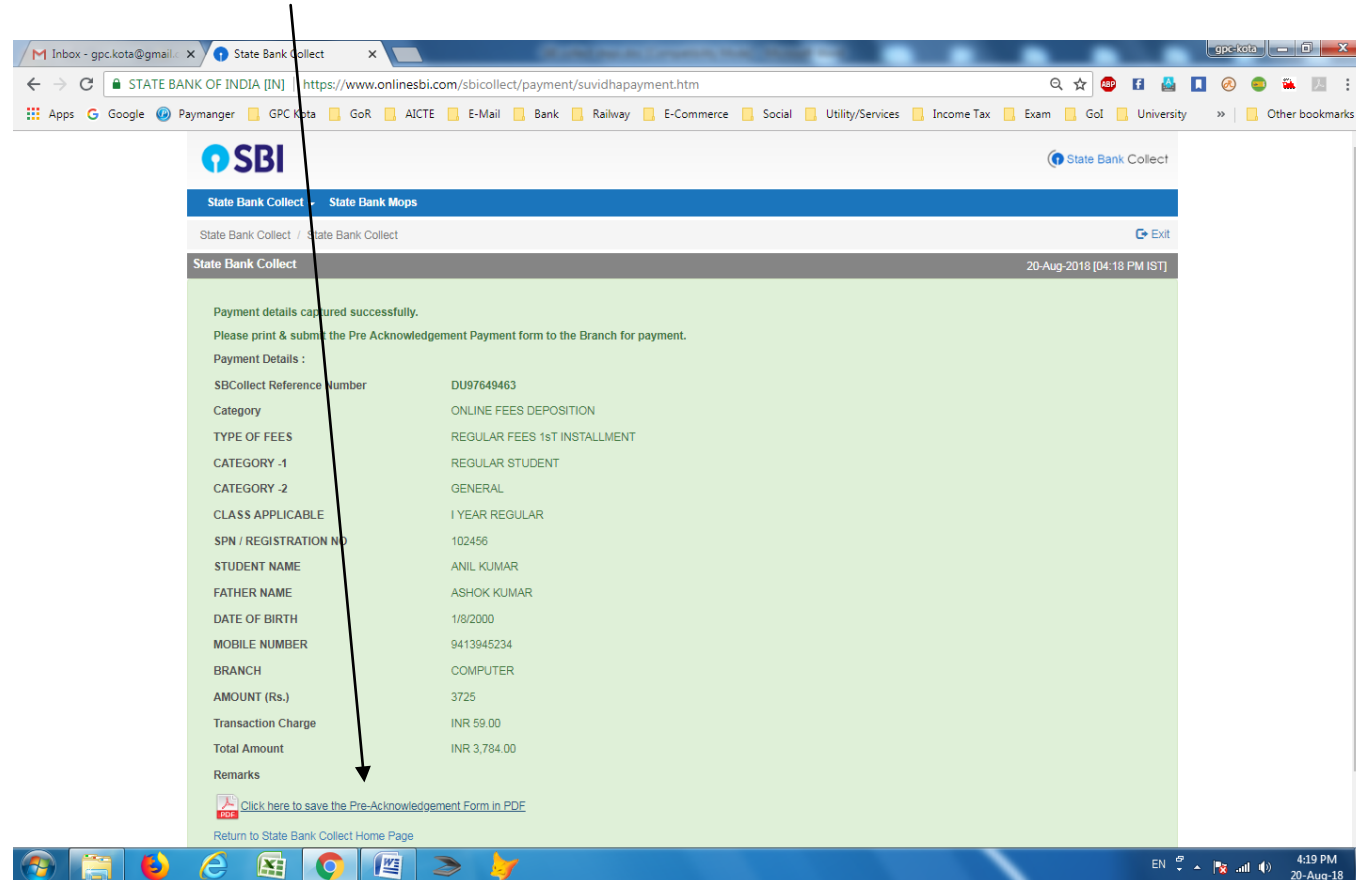 Inbox - gpc.kota@gmail.c
State Bank Collect
gpc-kota
STATE BANK OF INDIA [IN] | https://www.onlinesbi.com/sbicollect/payment/suvidhapayment.htm
Apps Google Paymanger GPC Kota GoR AICTE E-Mail Bank Railway E-Commerce Social Utility/Services Income Tax Exam GoI University » Other bookmarks
SBI
State Bank Collect
State Bank Collect State Bank Mops
State Bank Collect / State Bank Collect
Exit
State Bank Collect
20-Aug-2018 [04:18 PM IST]
Payment details captured successfully.
Please print & submit the Pre Acknowledgement Payment form to the Branch for payment.
Payment Details :
SBCollect Reference Number DU97649463
Category ONLINE FEES DEPOSITION
TYPE OF FEES REGULAR FEES 1sT INSTALLMENT
CATEGORY -1 REGULAR STUDENT
CATEGORY -2 GENERAL
CLASS APPLICABLE I YEAR REGULAR
SPN / REGISTRATION NO 102456
STUDENT NAME ANIL KUMAR
FATHER NAME ASHOK KUMAR
DATE OF BIRTH 1/8/2000
MOBILE NUMBER 9413945234
BRANCH COMPUTER
AMOUNT (Rs.) 3725
Transaction Charge INR 59.00
Total Amount INR 3,784.00
Remarks
PDF Click here to save the Pre-Acknowledgement Form in PDF
Return to State Bank Collect Home Page
EN
4:19 PM
20-Aug-18